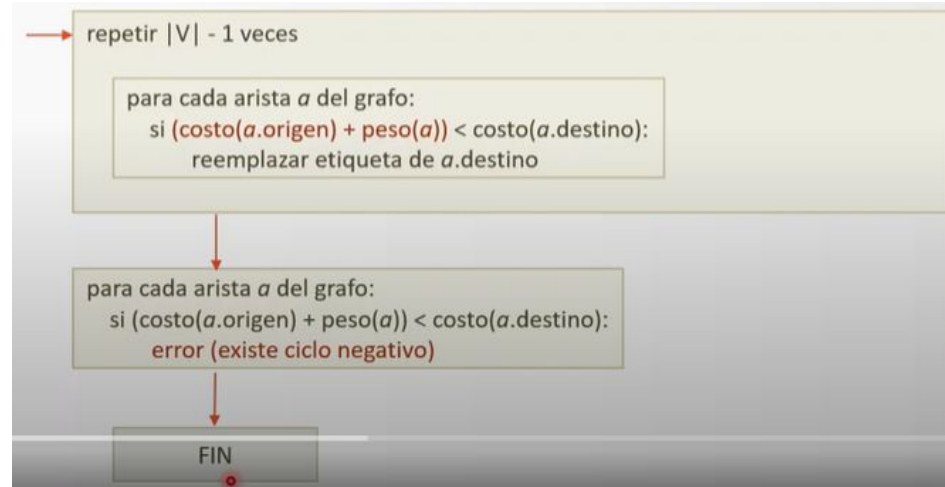 repetir |V| - 1 veces
para cada arista a del grafo:
si (costo(a.origen) + peso(a)) < costo(a.destino):
reemplazar etiqueta de a.destino
para cada arista a del grafo:
si (costo(a.origen) + peso(a)) < costo(a.destino):
error (existe ciclo negativo)
FIN